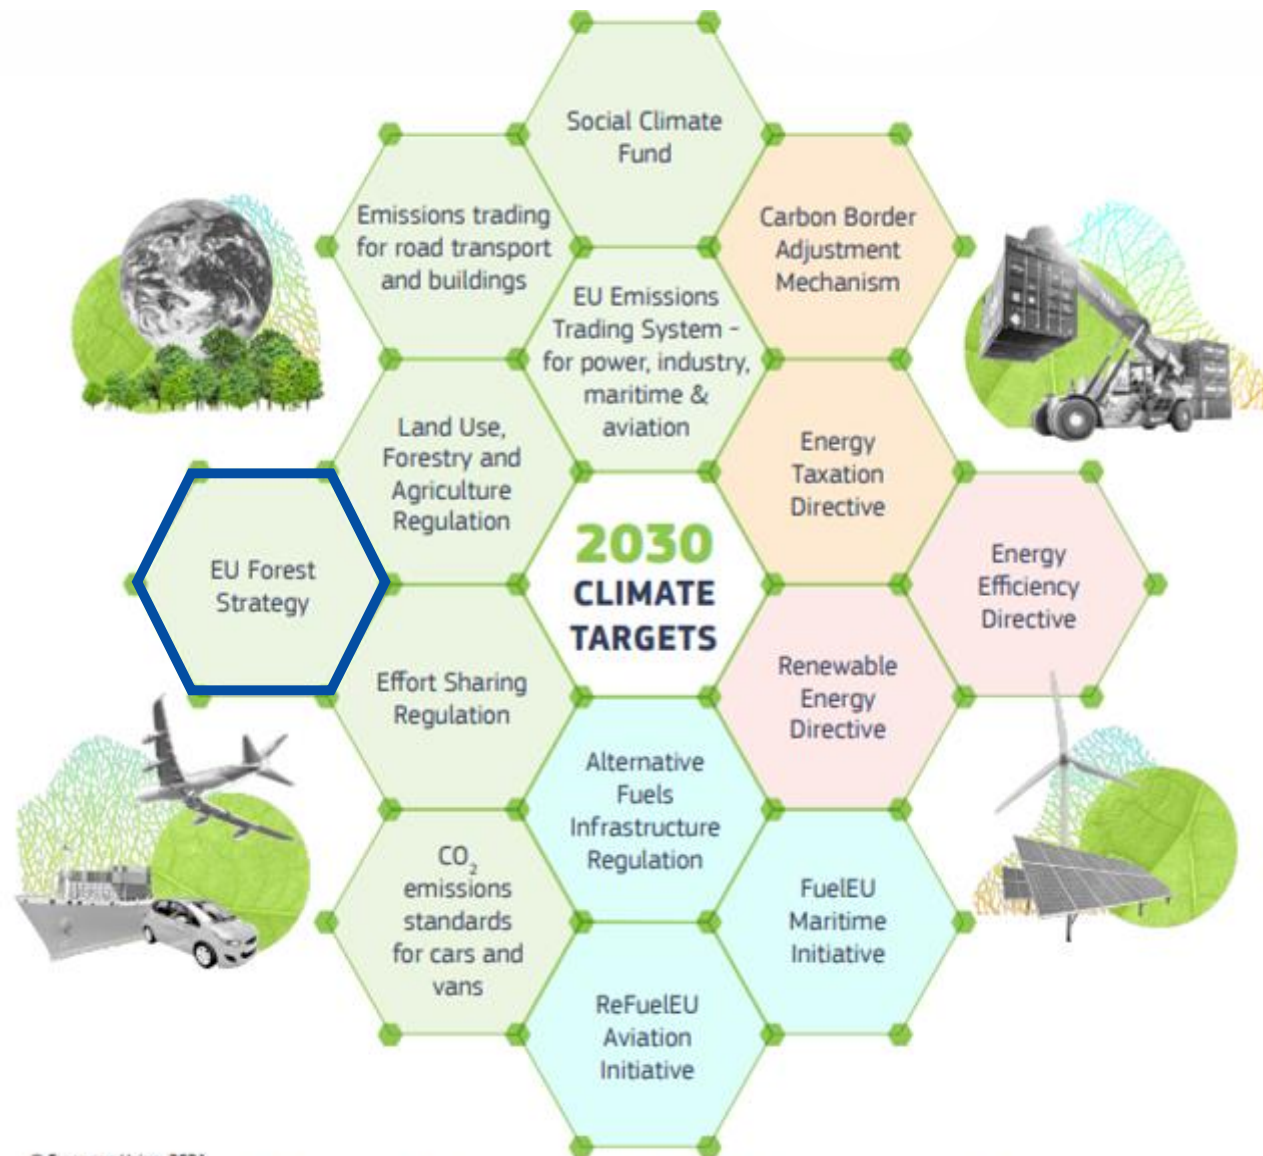 Social Climate
Fund
Emissions trading
for road transport
and buildings
Carbon Border
Adjustment
Mechanism
EU Emissions
Trading System -
for power, industry,
maritime &
aviation
Land Use,
Forestry and
Agriculture
Regulation
Energy
Taxation
Directive
EU Forest
Strategy
2030
CLIMATE
TARGETS
Energy
Efficiency
Directive
Effort Sharing
Regulation
Renewable
Energy
Directive
Alternative
Fuels
Infrastructure
Regulation
CO₂
emissions
standards
for cars and
vans
FuelEU
Maritime
Initiative
ReFuelEU
Aviation
Initiative